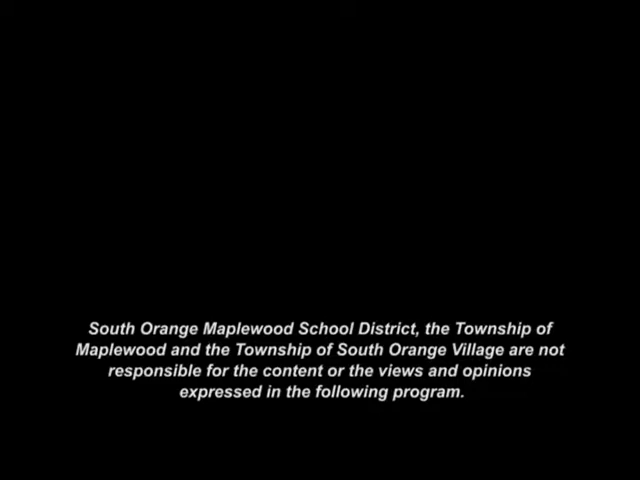 South Orange Maplewood School District, the Township of
Maplewood and the Township of South Orange Village are not
responsible for the content or the views and opinions
expressed in the following program.